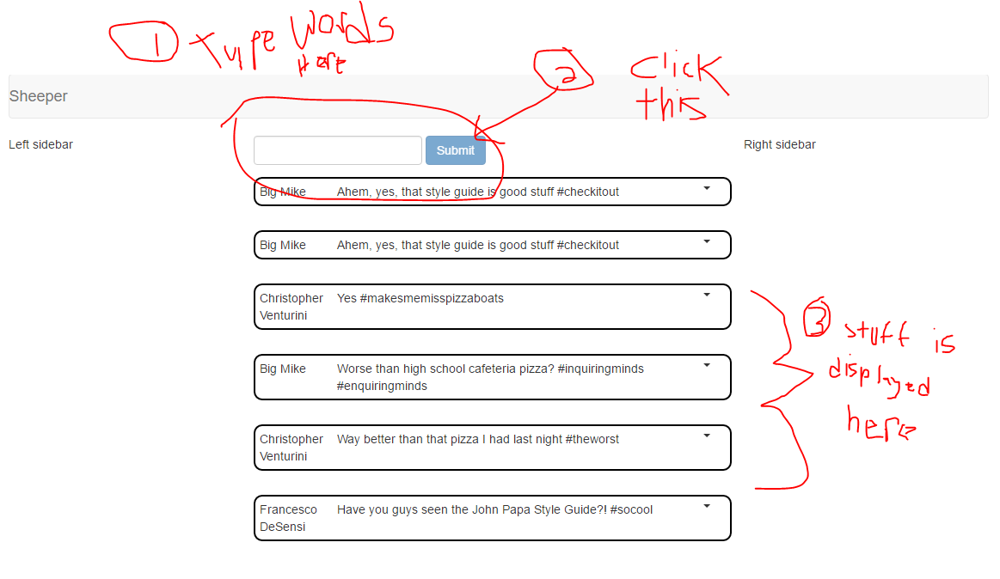 1 Type Words
Here
2 Click
this
Sheeper
Left sidebar
Submit
Right sidebar
Big Mike Ahem, yes, that style guide is good stuff #checkitout
Big Mike Ahem, yes, that style guide is good stuff #checkitout
Christopher Yes #makesmemisspizzaboats
Venturini
3 stuff is
displayed
here
Big Mike Worse than high school cafeteria pizza? #inquiringminds
#enquiringminds
Christopher Way better than that pizza I had last night #theworst
Venturini
Francesco Have you guys seen the John Papa Style Guide?! #socool
DeSensi